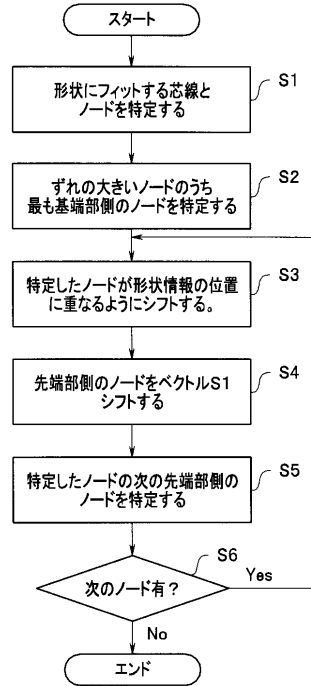 スタート
形状にフィットする芯線と
ノードを特定する
S1
ずれの大きいノードのうち
最も基端部側のノードを特定する
S2
特定したノードが形状情報の位置
に重なるようにシフトする。
S3
先端部側のノードをベクトルS1
シフトする
S4
特定したノードの次の先端部側の
ノードを特定する
S5
次のノード有？
S6
Yes
No
エンド